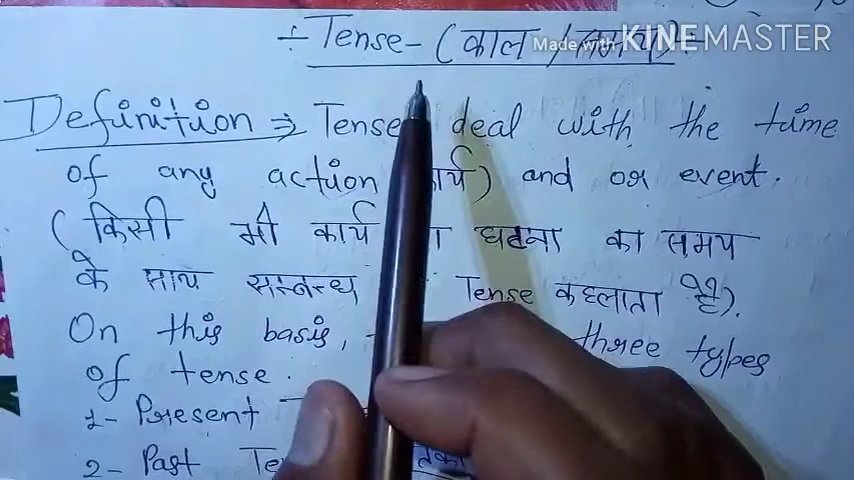 ÷ Tense - (काल / समय) ÷
Made with KINEMASTER
Definition ⇒ Tense deal with the time
of any action कार्य) and or event.
(किसी भी कार्य घटना का समय
के साथ सम्बन्ध Tense कहलाता है).
On this basis, three types
of tense.
1- Present
2- Past